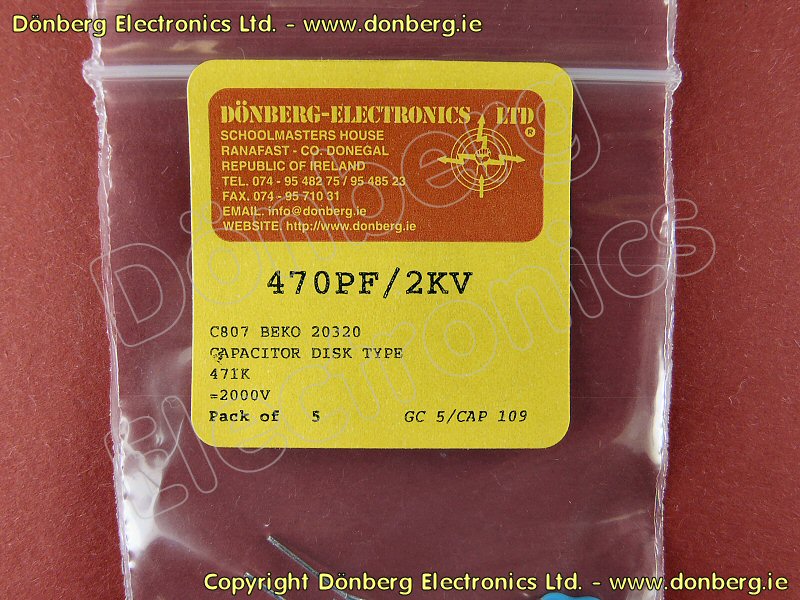 Dönberg Electronics Ltd. - www.dönberg.ie
DÖNBERG-ELECTRONICS, LTD ®
SCHOOLMASTERS HOUSE
RANAFAST - CO. DONEGAL
REPUBLIC OF IRELAND
TEL. 074 - 95 482 75 / 95 485 23
FAX. 074 - 95 710 31
EMAIL. info@donberg.ie
WEBSITE. http://www.donberg.ie
470PF/2KV
C807 BEKO 20320
CAPACITOR DISK TYPE
471K
=2000V
Pack of 5 GC 5/CAP 109
Dönberg
Electronics
Copyright Dönberg Electronics Ltd. - www.dönberg.ie